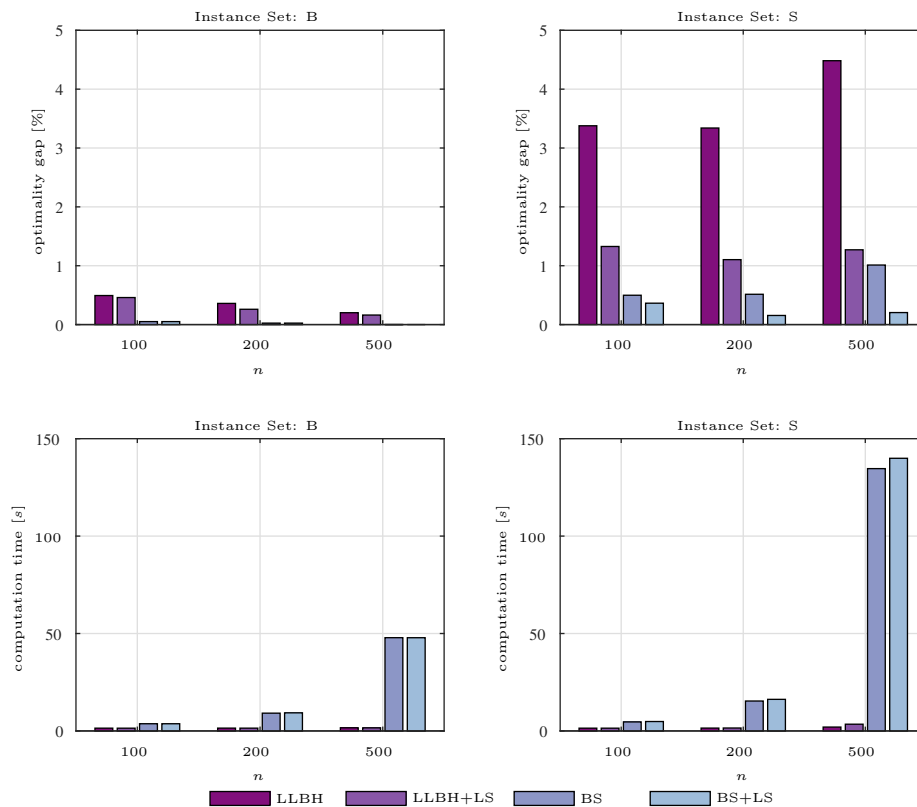 Instance Set: B
5
4
3
2
1
0
optimality gap [%]
100
200
500
n
Instance Set: S
5
4
3
2
1
0
optimality gap [%]
100
200
500
n
Instance Set: B
150
100
50
0
computation time [s]
100
200
500
n
Instance Set: S
150
100
50
0
computation time [s]
100
200
500
n
LLBH
LLBH+LS
BS
BS+LS